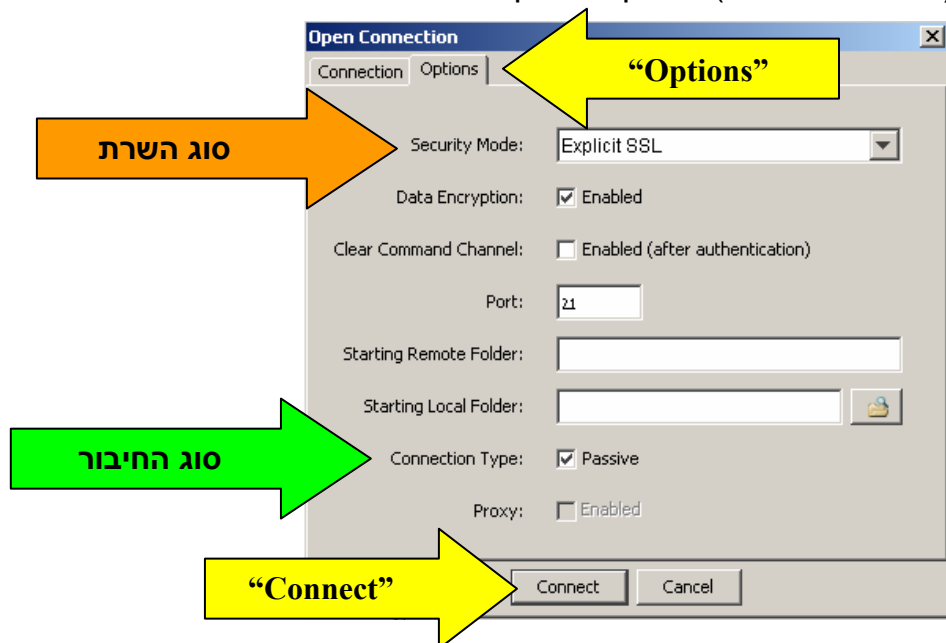 Open Connection
Connection Options “Options”
סוג השרת Security Mode: Explicit SSL
Data Encryption: Enabled
Clear Command Channel: Enabled (after authentication)
Port: 21
Starting Remote Folder:
Starting Local Folder:
סוג החיבור Connection Type: Passive
Proxy: Enabled
“Connect” Connect Cancel